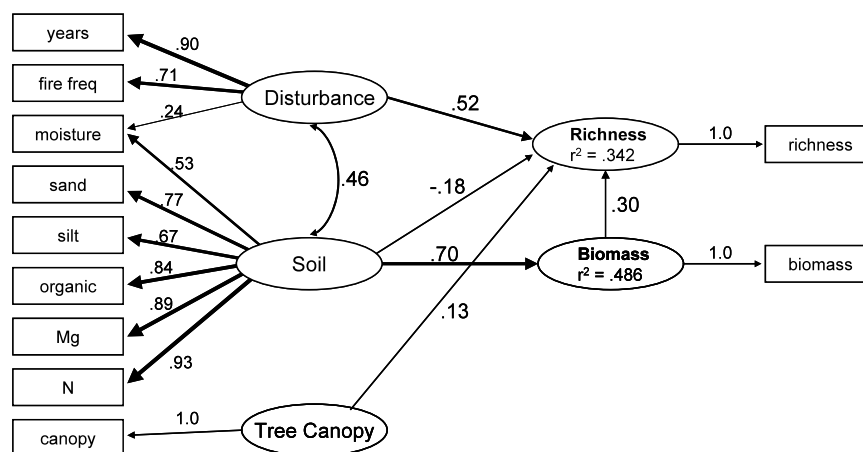 years
.90
fire freq
.71
Disturbance
.52
moisture
.24
Richness
r² = .342
1.0
richness
.53
sand
.77
.46
-.18
.30
silt
.67
Soil
.70
Biomass
r² = .486
1.0
biomass
organic
.84
.89
.13
Mg
.93
N
canopy
1.0
Tree Canopy